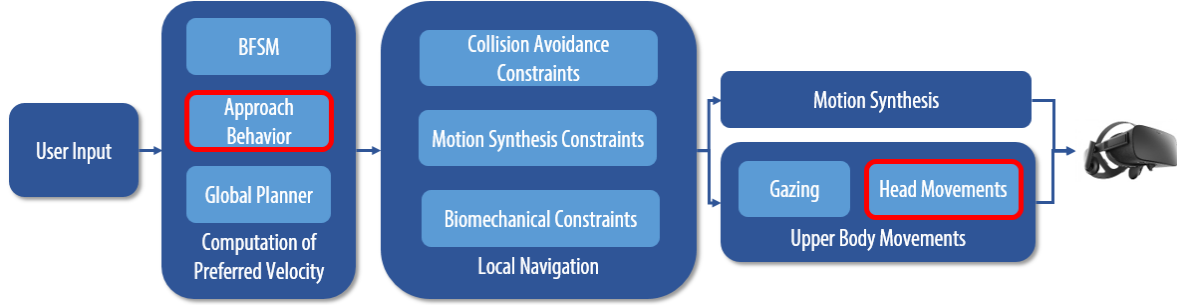 User Input
BFSM
Approach
Behavior
Global Planner
Computation of
Preferred Velocity
Collision Avoidance
Constraints
Motion Synthesis Constraints
Biomechanical Constraints
Local Navigation
Motion Synthesis
Gazing
Head Movements
Upper Body Movements